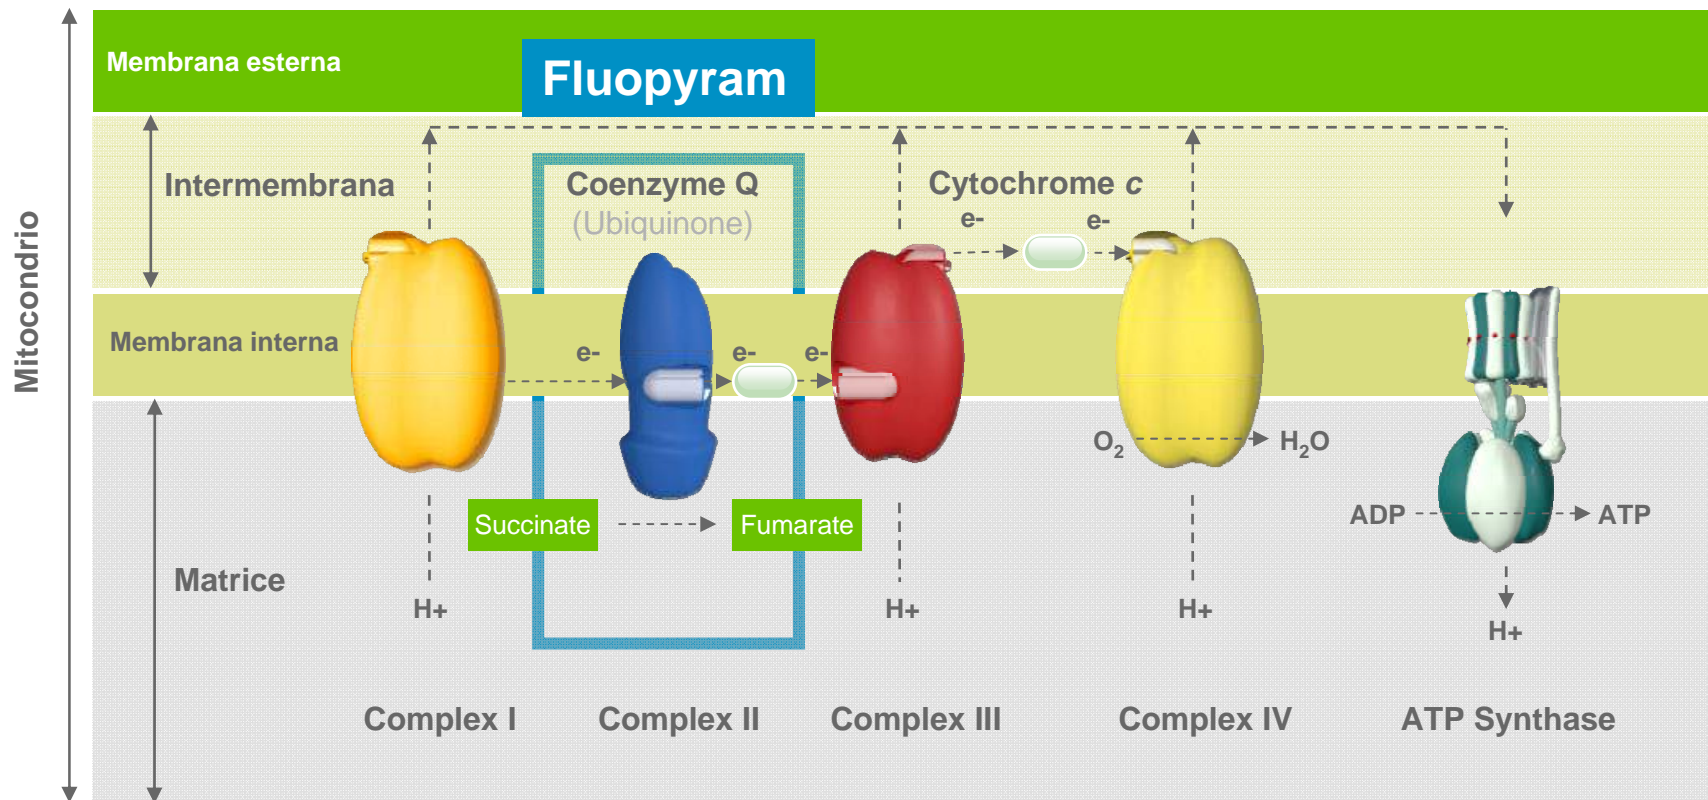 Membrana esterna
Fluopyram
Mitocondrio
Intermembrana
Coenzyme Q
(Ubiquinone)
Cytochrome c
e-
e-
Membrana interna
e-
e-
e-
O2
H2O
Succinate
Fumarate
ADP
ATP
Matrice
H+
H+
H+
H+
Complex I
Complex II
Complex III
Complex IV
ATP Synthase